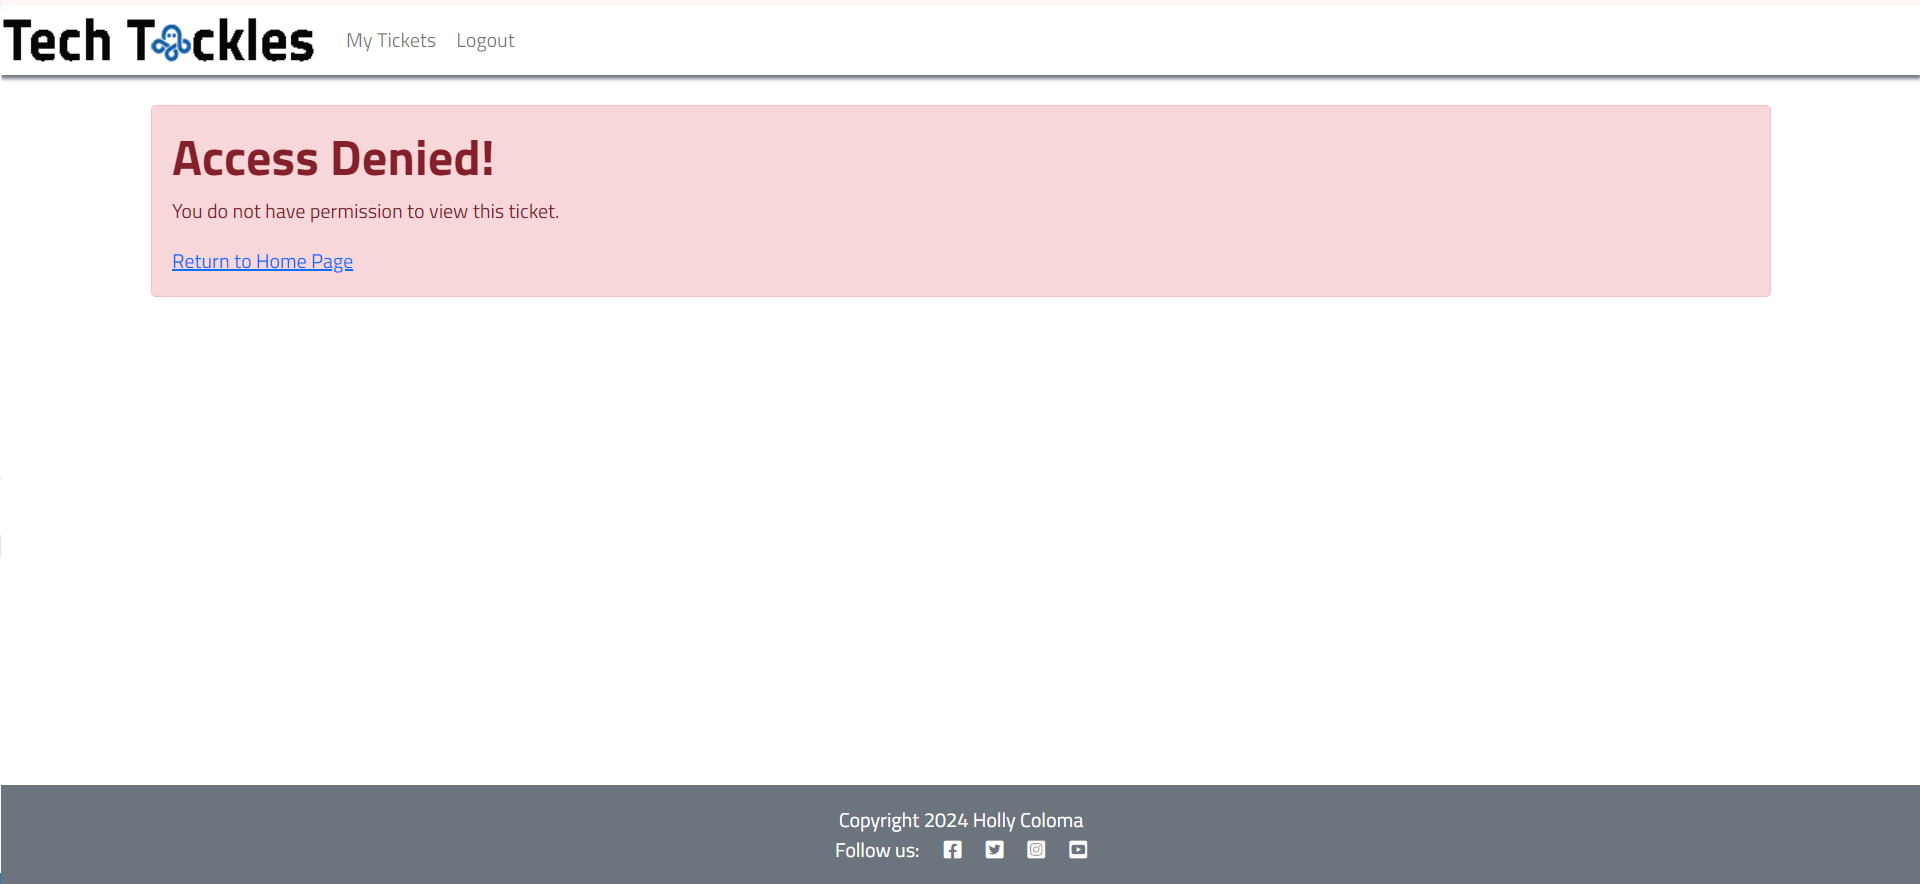 Tech Tackles
My Tickets
Logout
Access Denied!
You do not have permission to view this ticket.
Return to Home Page
Copyright 2024 Holly Coloma
Follow us: